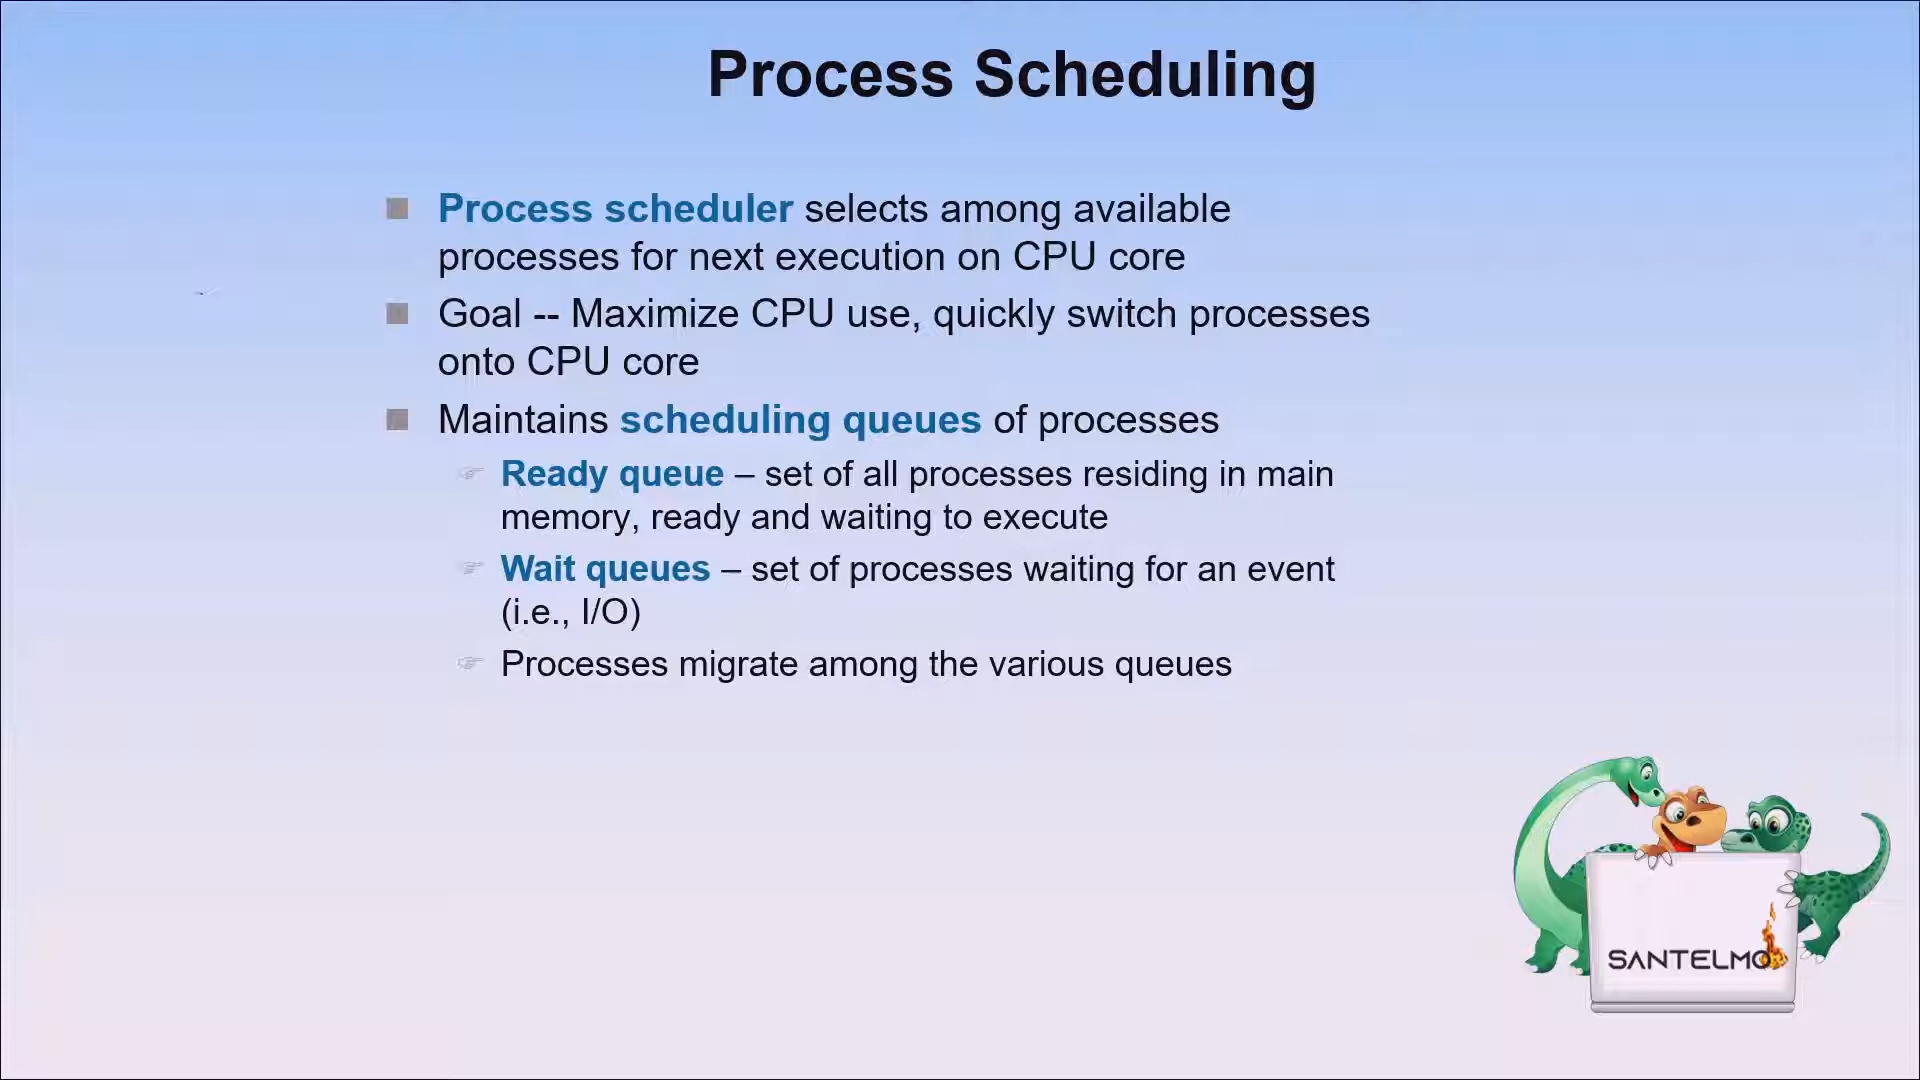 Process Scheduling
Process scheduler selects among available
processes for next execution on CPU core
Goal -- Maximize CPU use, quickly switch processes
onto CPU core
Maintains scheduling queues of processes
Ready queue – set of all processes residing in main
memory, ready and waiting to execute
Wait queues – set of processes waiting for an event
(i.e., I/O)
Processes migrate among the various queues
SANTELMO